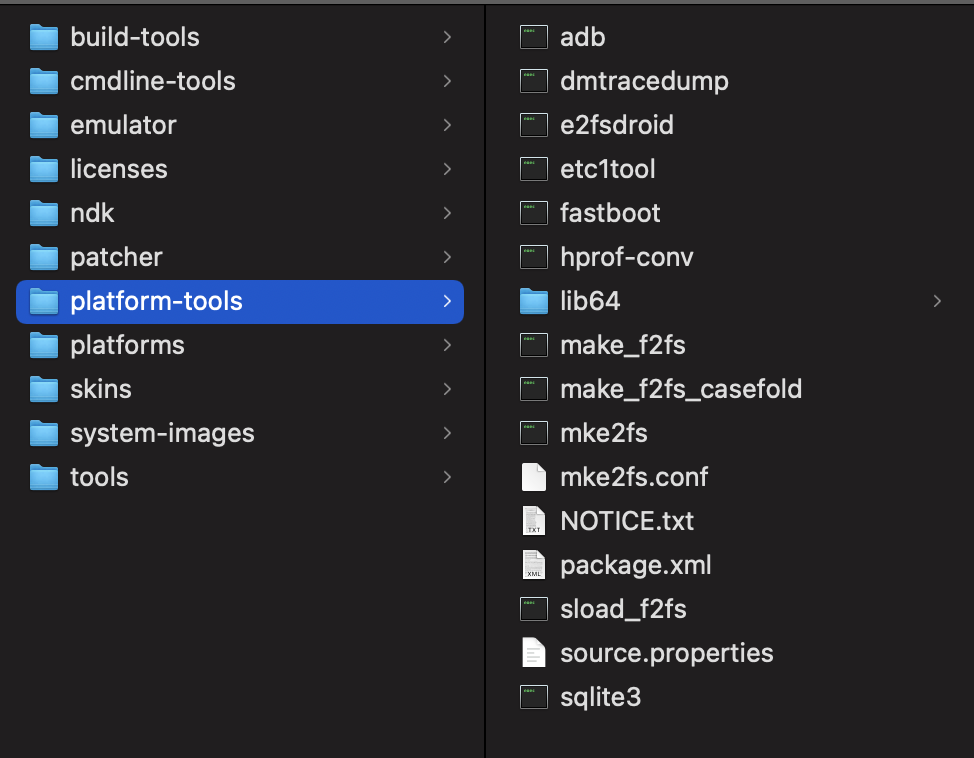 build-tools
cmdline-tools
emulator
licenses
ndk
patcher
platform-tools
platforms
skins
system-images
tools
adb
dmtracedump
e2fsdroid
etc1tool
fastboot
hprof-conv
lib64
make_f2fs
make_f2fs_casefold
mke2fs
mke2fs.conf
NOTICE.txt
package.xml
sload_f2fs
source.properties
sqlite3